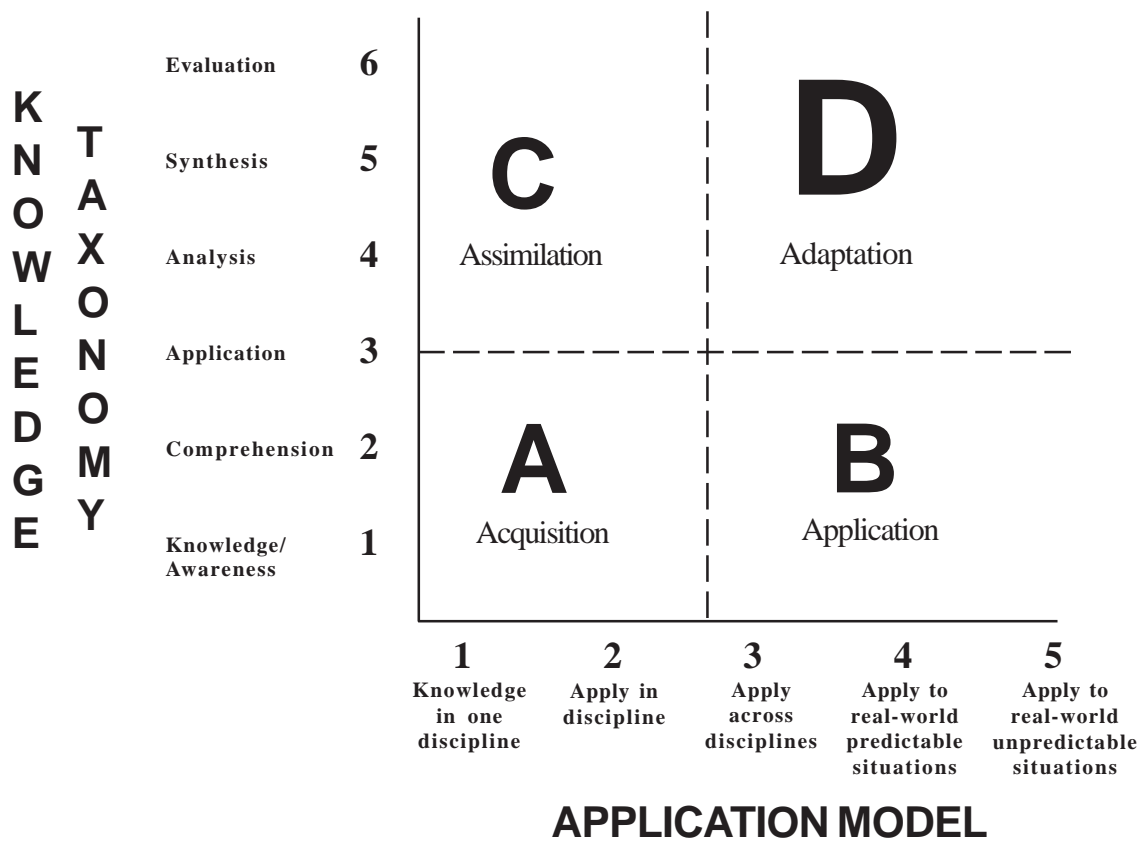 KNOWLEDGE
TAXONOMY
Evaluation 6
Synthesis 5
Analysis 4
Application 3
Comprehension 2
Knowledge/ 1
Awareness
C
Assimilation
D
Adaptation
A
Acquisition
B
Application
1
Knowledge
in one
discipline
2
Apply in
discipline
3
Apply
across
disciplines
4
Apply to
real-world
predictable
situations
5
Apply to
real-world
unpredictable
situations
APPLICATION MODEL